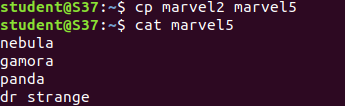 student@S37:~$ cp marvel2 marvel5
student@S37:~$ cat marvel5
nebula
gamora
panda
dr strange